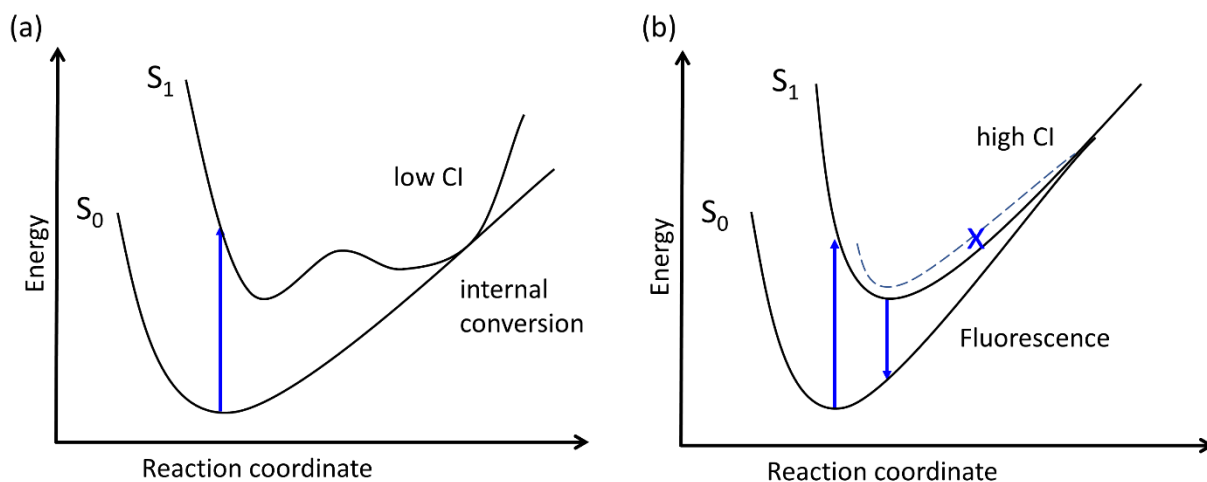 (a)
S1
S0
low CI
internal
conversion
Energy
Reaction coordinate
(b)
S1
S0
high CI
X
Fluorescence
Energy
Reaction coordinate